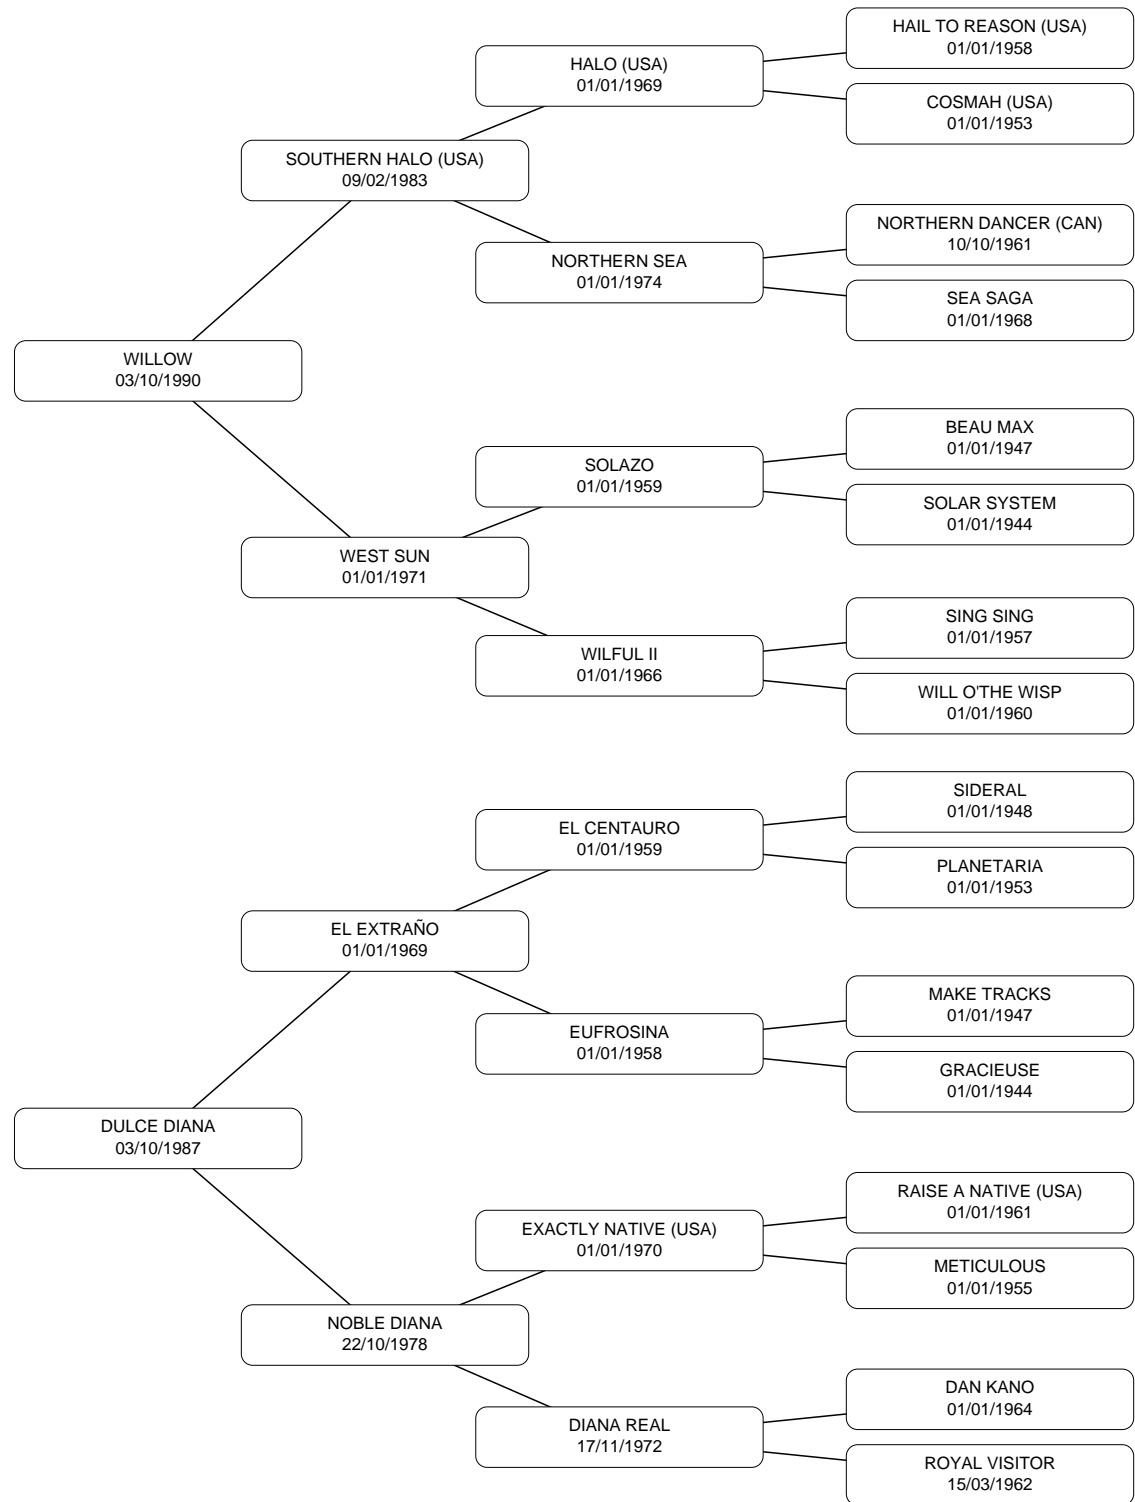 HAIL TO REASON (USA)
01/01/1958
HALO (USA)
01/01/1969
COSMAH (USA)
01/01/1953
SOUTHERN HALO (USA)
09/02/1983
NORTHERN DANCER (CAN)
10/10/1961
NORTHERN SEA
01/01/1974
SEA SAGA
01/01/1968
WILLOW
03/10/1990
BEAU MAX
01/01/1947
SOLAZO
01/01/1959
SOLAR SYSTEM
01/01/1944
WEST SUN
01/01/1971
SING SING
01/01/1957
WILFUL II
01/01/1966
WILL O'THE WISP
01/01/1960
SIDERAL
01/01/1948
EL CENTAURO
01/01/1959
PLANETARIA
01/01/1953
EL EXTRAÑO
01/01/1969
MAKE TRACKS
01/01/1947
EUFROSINA
01/01/1958
GRACIEUSE
01/01/1944
DULCE DIANA
03/10/1987
RAISE A NATIVE (USA)
01/01/1961
EXACTLY NATIVE (USA)
01/01/1970
METICULOUS
01/01/1955
NOBLE DIANA
22/10/1978
DAN KANO
01/01/1964
DIANA REAL
17/11/1972
ROYAL VISITOR
15/03/1962